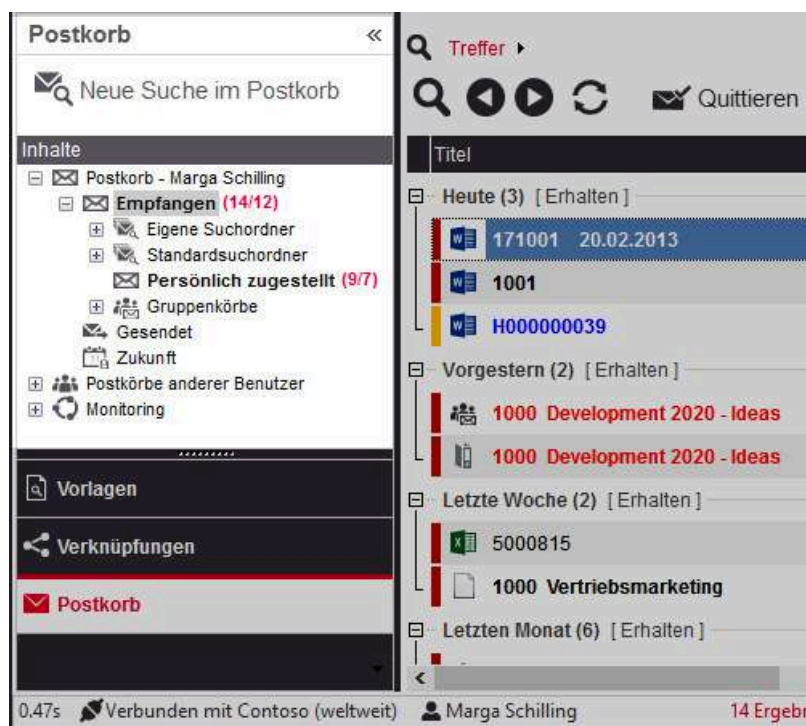 Postkorb «
Neue Suche im Postkorb
Inhalte
Postkorb - Marga Schilling
Empfangen (14/12)
Eigene Suchordner
Standardsuchordner
Persönlich zugestellt (9/7)
Gruppenkörbe
Gesendet
Zukunft
Postkörbe anderer Benutzer
Monitoring
Vorlagen
Verknüpfungen
Postkorb
Treffer
Quittieren
Titel
Heute (3) [ Erhalten ]
171001 20.02.2013
1001
H000000039
Vorgestern (2) [ Erhalten ]
1000 Development 2020 - Ideas
1000 Development 2020 - Ideas
Letzte Woche (2) [ Erhalten ]
5000815
1000 Vertriebsmarketing
Letzten Monat (6) [ Erhalten ]
0.47s Verbunden mit Contoso (weltweit) Marga Schilling 14 Ergebn